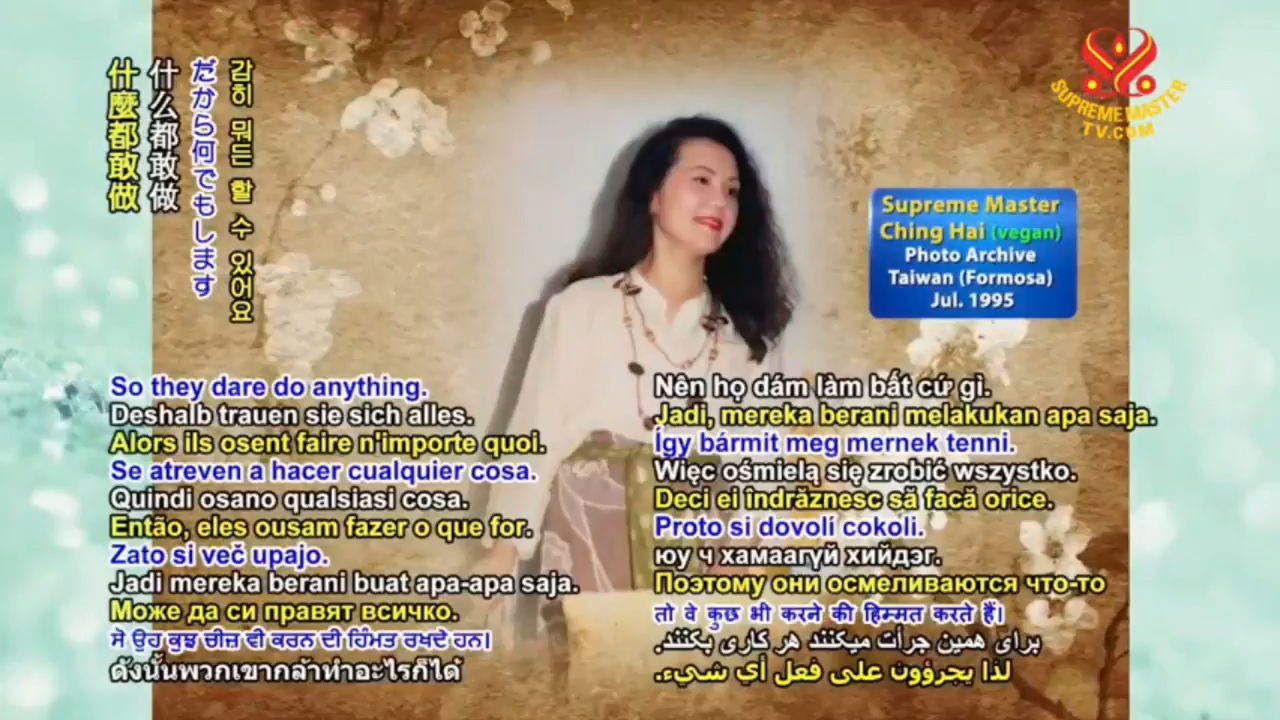 什麼都敢做
什么都敢做
だから何でもします
감히 뭐든 할 수 있어요
SUPREME MASTER
TV.COM
Supreme Master
Ching Hai (vegan)
Photo Archive
Taiwan (Formosa)
Jul. 1995
So they dare do anything.
Deshalb trauen sie sich alles.
Alors ils osent faire n'importe quoi.
Se atreven a hacer cualquier cosa.
Quindi osano qualsiasi cosa.
Então, eles ousam fazer o que for.
Zato si več upajo.
Jadi mereka berani buat apa-apa saja.
Може да си правят всичко.
ਸੋ ਉਹ ਕੁਝ ਚੀਜ਼ ਵੀ ਕਰਨ ਦੀ ਹਿੰਮਤ ਰਖਦੇ ਹਨ।
ดังนั้นพวกเขากล้าทำอะไรก็ได้
Nên họ dám làm bất cứ gì.
Jadi, mereka berani melakukan apa saja.
Így bármit meg mernek tenni.
Więc ośmielą się zrobić wszystko.
Deci ei îndrăznesc să facă orice.
Proto si dovolí cokoli.
юу ч хамаагүй хийдэг.
Поэтому они осмеливаются что-то
तो वे कुछ भी करने की हिम्मत करते हैं।
برای همین جرأت میکنند هر کاری بکنند.
لذا يجرؤون على فعل أي شيء.